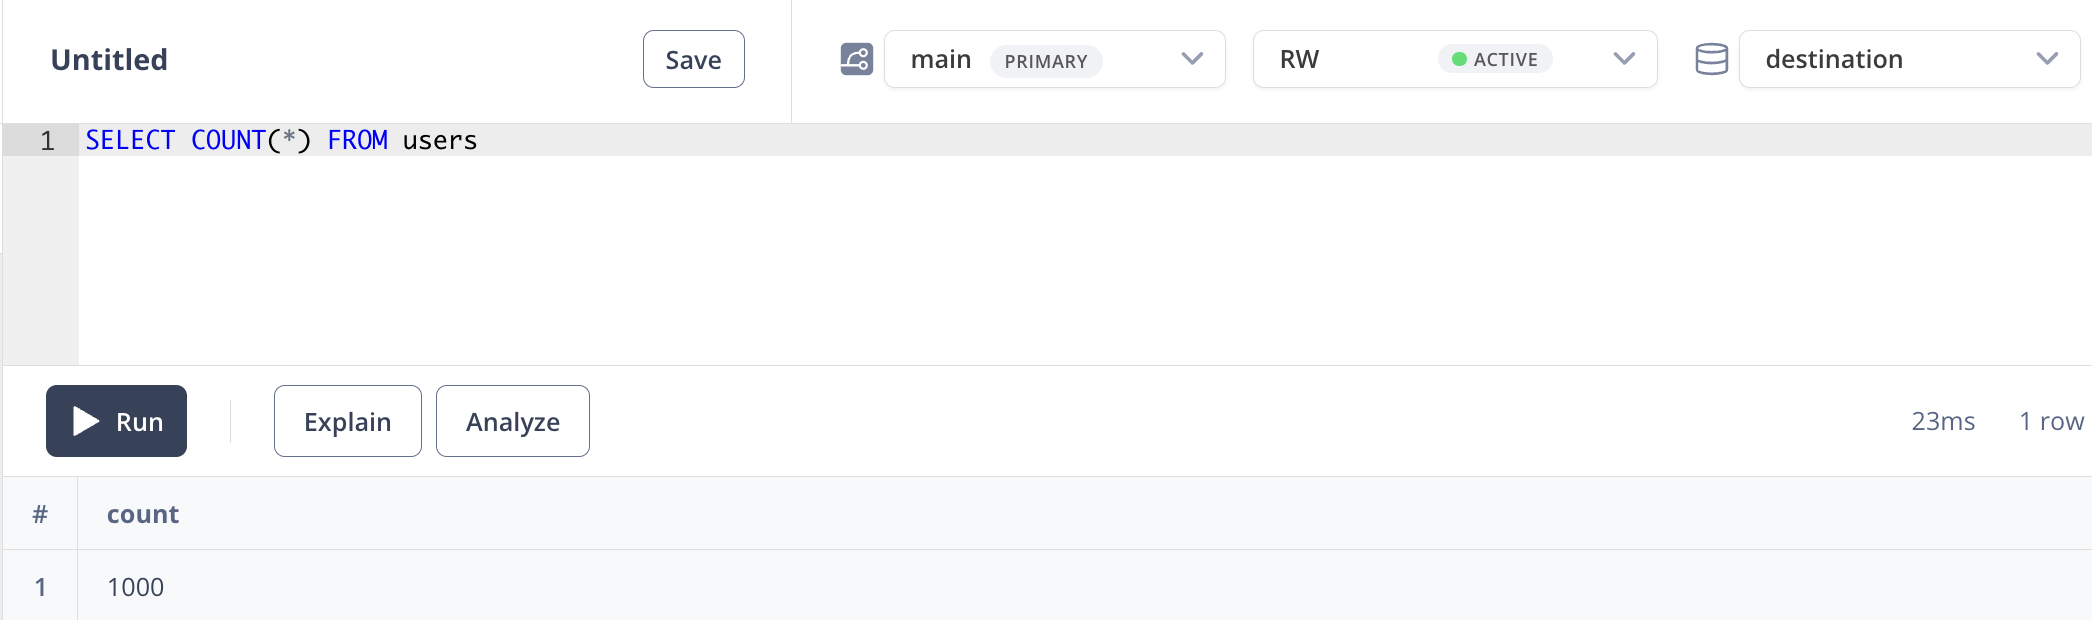 Untitled Save main PRIMARY RW ACTIVE destination
1 SELECT COUNT(*) FROM users
Run Explain Analyze 23ms 1 row
# count
1 1000